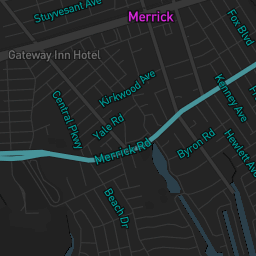 Stuyvesant Ave
Merrick
Fox Blvd
Gateway Inn Hotel
Kirkwood Ave
Kenney Ave
Central Pkwy
Yale Rd
Merrick Rd
Byron Rd
Hewlett Ave
Beach Dr